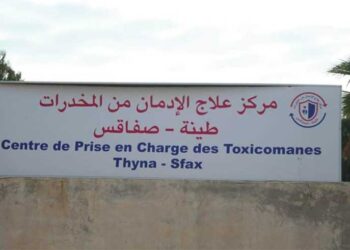 مركز علاج الإدمان من المخدرات
طينة - صفاقس
Centre de Prise en Charge des Toxicomanes
Thyna - Sfax